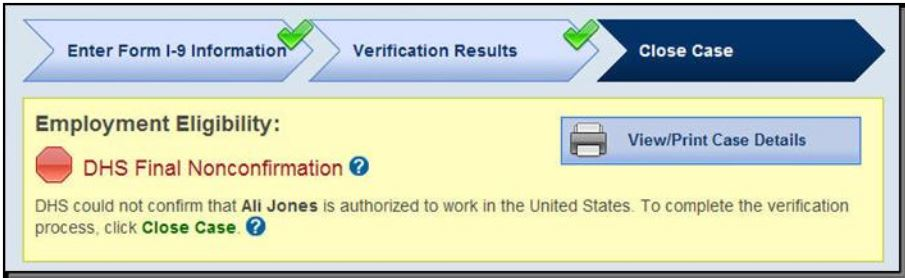 Enter Form I-9 Information
Verification Results
Close Case
Employment Eligibility:
View/Print Case Details
DHS Final Nonconfirmation ?
DHS could not confirm that Ali Jones is authorized to work in the United States. To complete the verification
process, click Close Case. ?